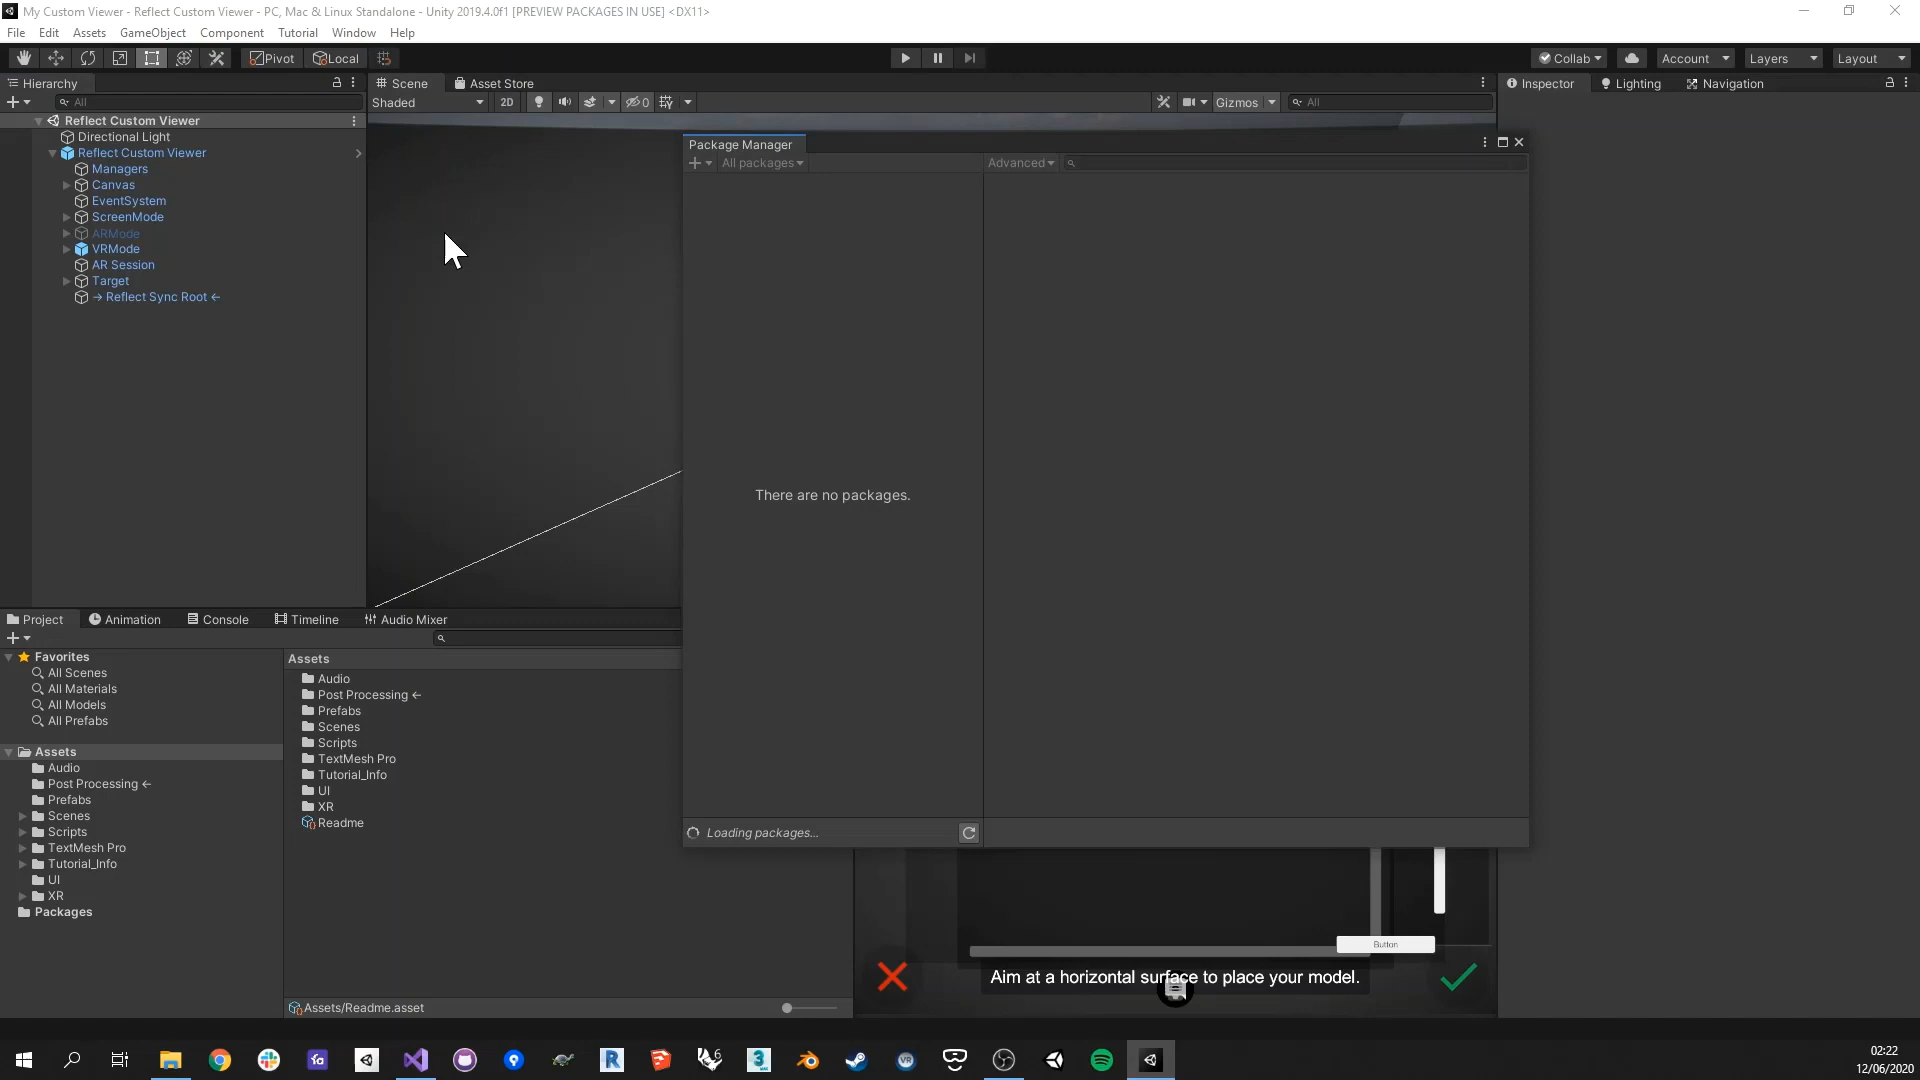 My Custom Viewer - Reflect Custom Viewer - PC, Mac & Linux Standalone - Unity 2019.4.0f1 [PREVIEW PACKAGES IN USE] <DX11>
File Edit Assets GameObject Component Tutorial Window Help
Pivot Local Collab Account Layers Layout
Hierarchy Scene Asset Store Inspector Lighting Navigation
All Shaded 2D 0 Gizmos All
Reflect Custom Viewer
Directional Light
Reflect Custom Viewer
Managers
Canvas
EventSystem
ScreenMode
ARMode
VRMode
AR Session
Target
→ Reflect Sync Root ←
Package Manager
All packages Advanced
There are no packages.
Loading packages...
Project Animation Console Timeline Audio Mixer
Favorites
All Scenes
All Materials
All Models
All Prefabs
Assets
Audio
Post Processing ←
Prefabs
Scenes
Scripts
TextMesh Pro
Tutorial_Info
UI
XR
Packages
Assets
Audio
Post Processing ←
Prefabs
Scenes
Scripts
TextMesh Pro
Tutorial_Info
UI
XR
Readme
Assets/Readme.asset
Button
Aim at a horizontal surface to place your model.
02:22
12/06/2020